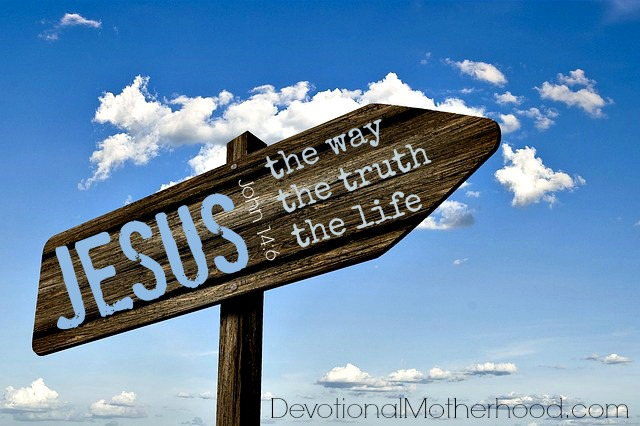 JESUS
John 14:6
the way
the truth
the life
DevotionalMotherhood.com